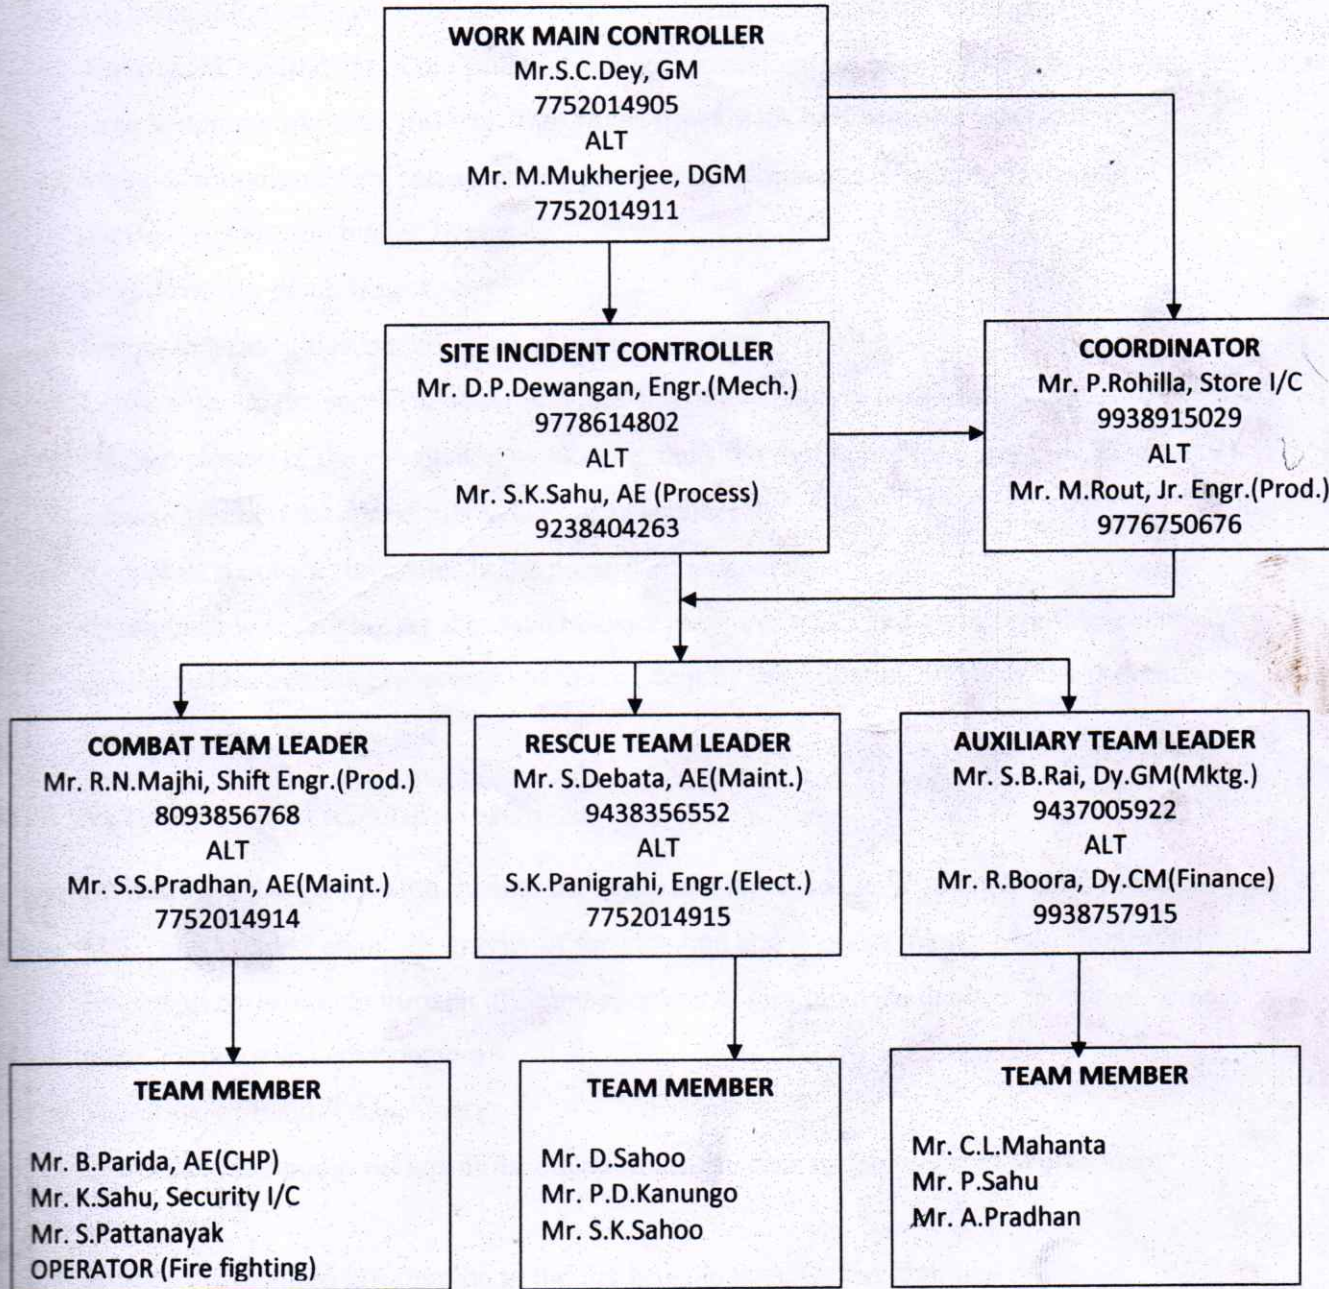 WORK MAIN CONTROLLER
Mr.S.C.Dey, GM
7752014905
ALT
Mr. M.Mukherjee, DGM
7752014911
SITE INCIDENT CONTROLLER
Mr. D.P.Dewangan, Engr.(Mech.)
9778614802
ALT
Mr. S.K.Sahu, AE (Process)
9238404263
COORDINATOR
Mr. P.Rohilla, Store I/C
9938915029
ALT
Mr. M.Rout, Jr. Engr.(Prod.)
9776750676
COMBAT TEAM LEADER
Mr. R.N.Majhi, Shift Engr.(Prod.)
8093856768
ALT
Mr. S.S.Pradhan, AE(Maint.)
7752014914
RESCUE TEAM LEADER
Mr. S.Debata, AE(Maint.)
9438356552
ALT
S.K.Panigrahi, Engr.(Elect.)
7752014915
AUXILIARY TEAM LEADER
Mr. S.B.Rai, Dy.GM(Mktg.)
9437005922
ALT
Mr. R.Bopra, Dy.CM(Finance)
9938757915
TEAM MEMBER
Mr. B.Parida, AE(CHP)
Mr. K.Sahu, Security I/C
Mr. S.Pattanayak
OPERATOR (Fire fighting)
TEAM MEMBER
Mr. D.Sahoo
Mr. P.D.Kanungo
Mr. S.K.Sahoo
TEAM MEMBER
Mr. C.L.Mahanta
Mr. P.Sahu
Mr. A.Pradhan